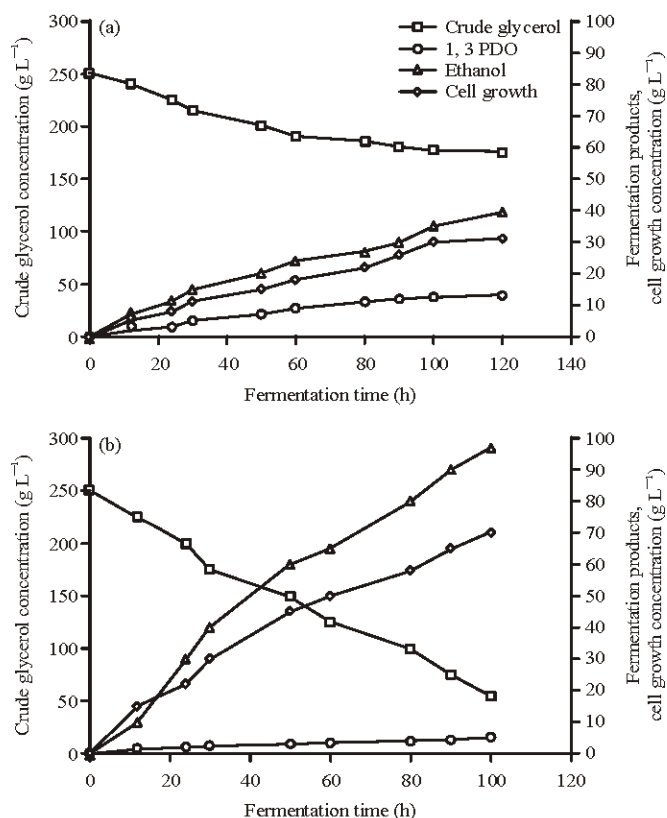 (a)
Crude glycerol
1, 3 PDO
Ethanol
Cell growth
300
250
200
150
100
50
0
Crude glycerol concentration (g L⁻¹)
100
90
80
70
60
50
40
30
20
10
0
Fermentation products,
cell growth concentration (g L⁻¹)
0 20 40 60 80 100 120 140
Fermentation time (h)
(b)
300
250
200
150
100
50
0
Crude glycerol concentration (g L⁻¹)
100
90
80
70
60
50
40
30
20
10
0
Fermentation products,
cell growth concentration (g L⁻¹)
0 20 40 60 80 100 120
Fermentation time (h)